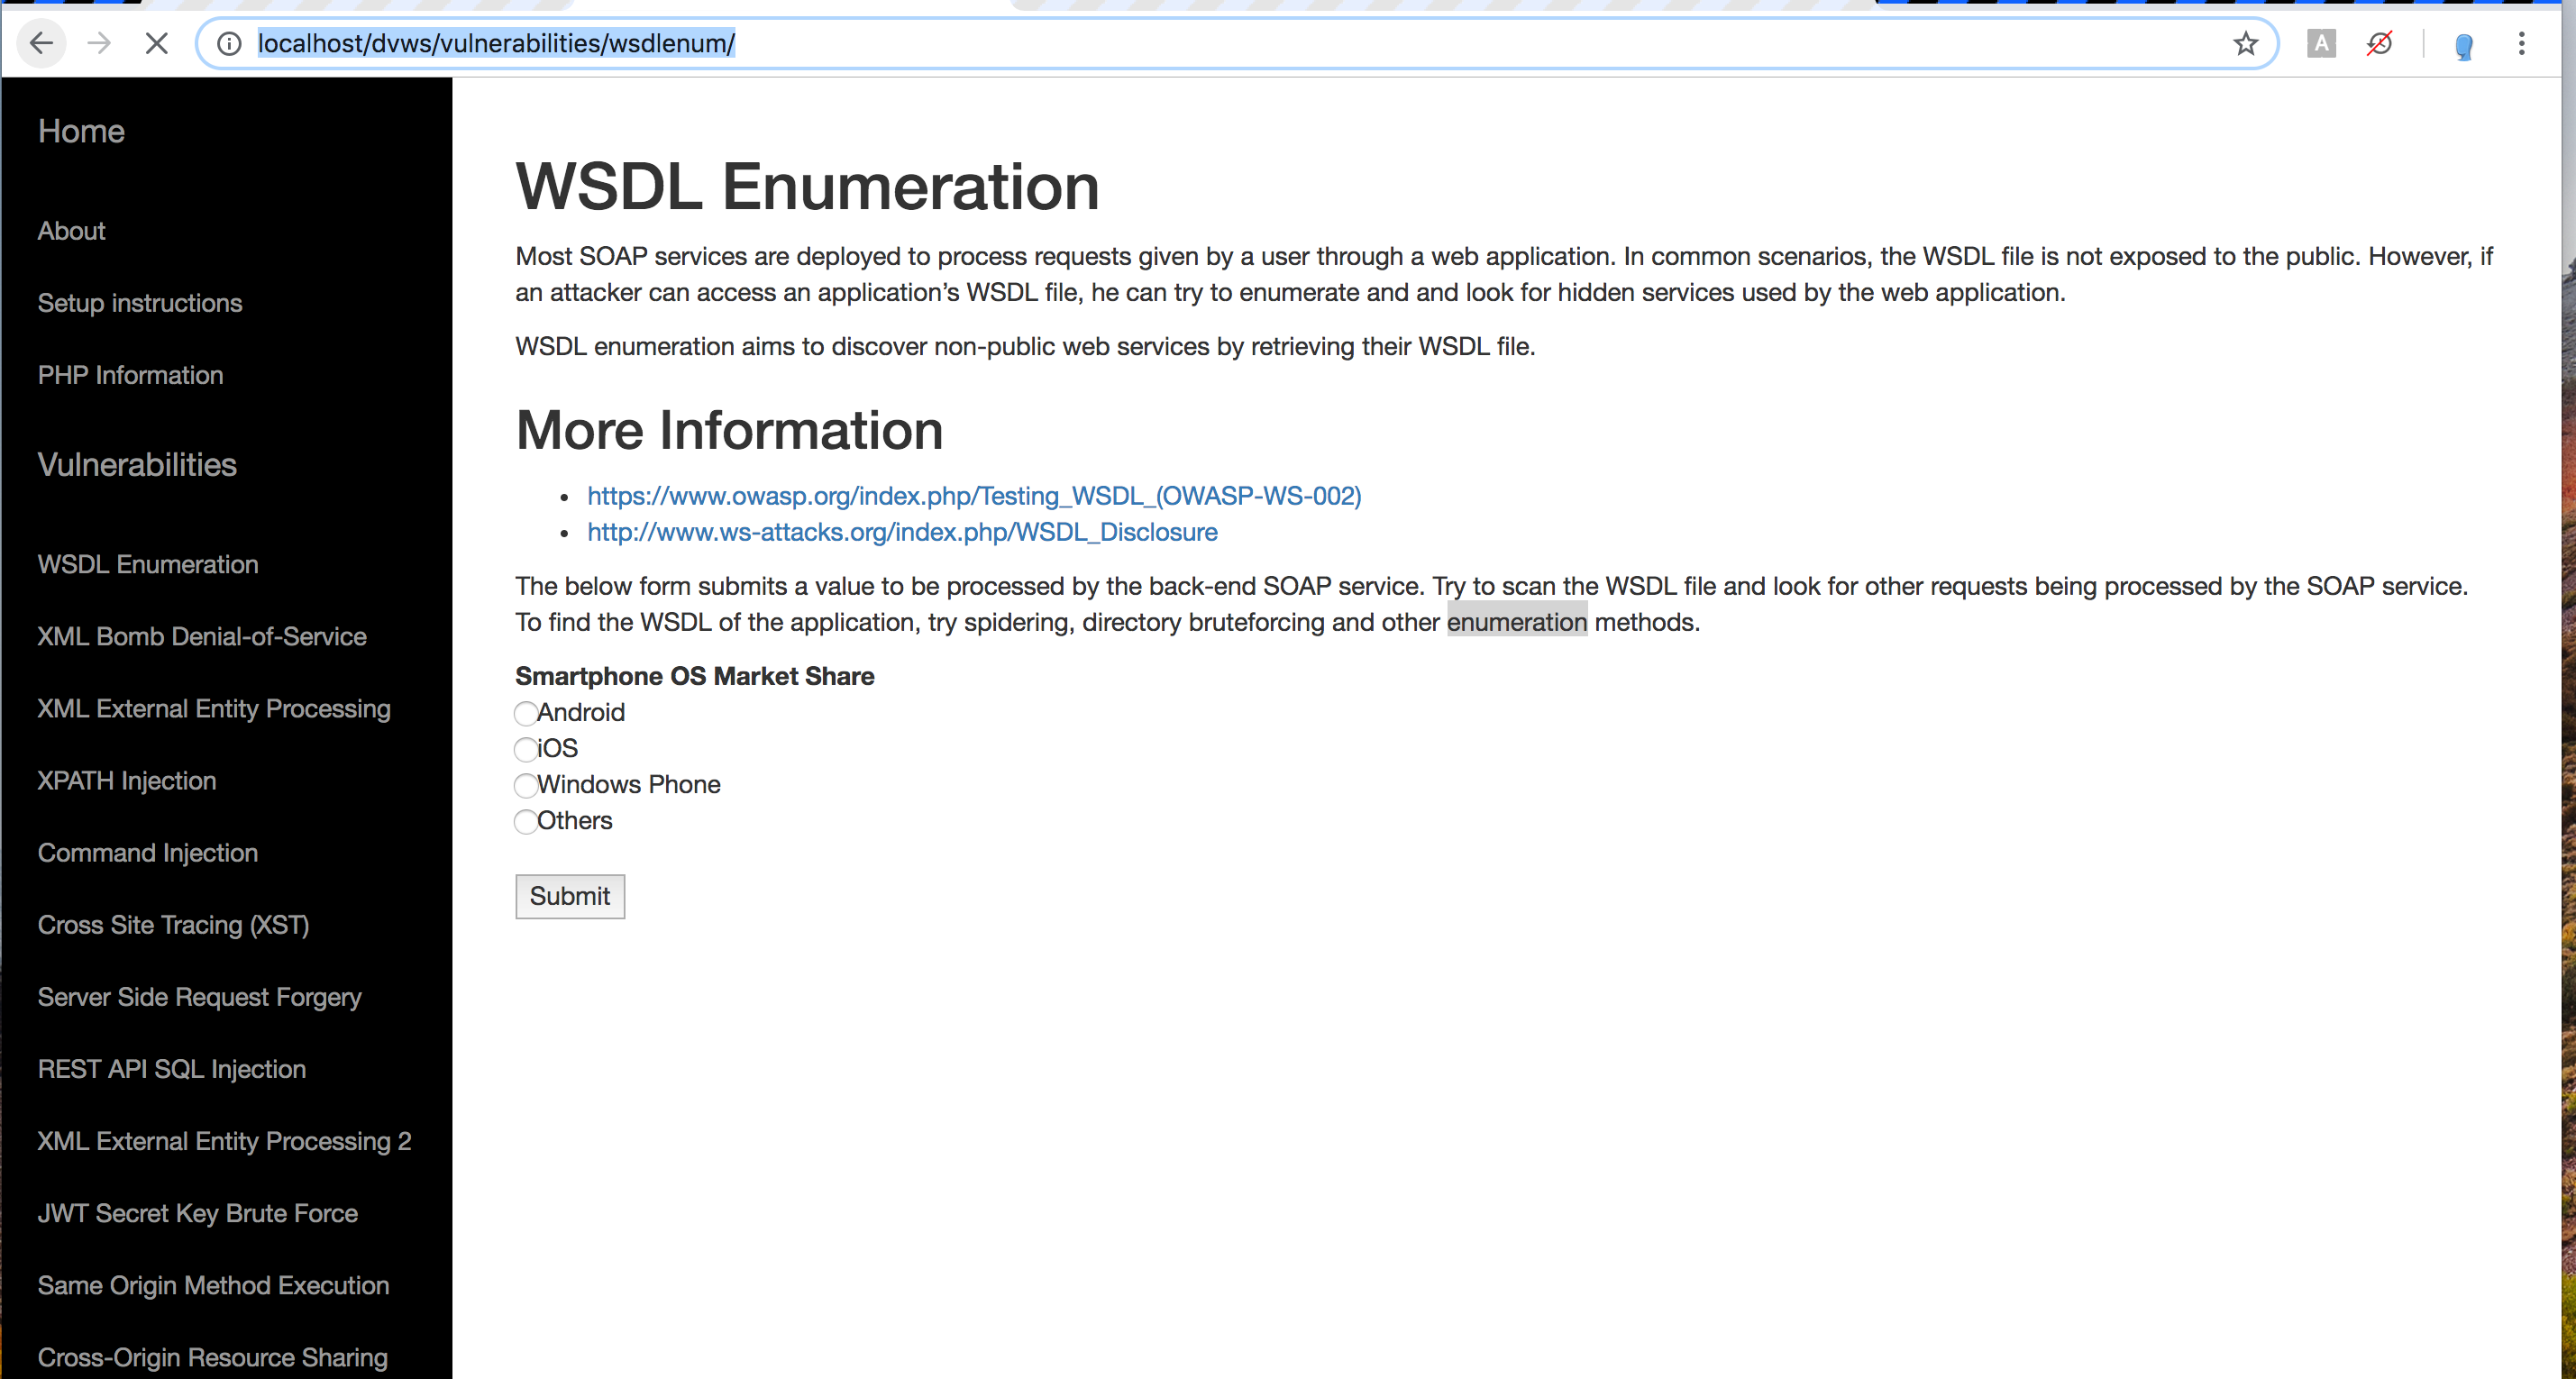 localhost/dvws/vulnerabilities/wsdlenum/
A
Home
About
Setup instructions
PHP Information
Vulnerabilities
WSDL Enumeration
XML Bomb Denial-of-Service
XML External Entity Processing
XPATH Injection
Command Injection
Cross Site Tracing (XST)
Server Side Request Forgery
REST API SQL Injection
XML External Entity Processing 2
JWT Secret Key Brute Force
Same Origin Method Execution
Cross-Origin Resource Sharing
WSDL Enumeration
Most SOAP services are deployed to process requests given by a user through a web application. In common scenarios, the WSDL file is not exposed to the public. However, if
an attacker can access an application’s WSDL file, he can try to enumerate and and look for hidden services used by the web application.
WSDL enumeration aims to discover non-public web services by retrieving their WSDL file.
More Information
• https://www.owasp.org/index.php/Testing_WSDL_(OWASP-WS-002)
• http://www.ws-attacks.org/index.php/WSDL_Disclosure
The below form submits a value to be processed by the back-end SOAP service. Try to scan the WSDL file and look for other requests being processed by the SOAP service.
To find the WSDL of the application, try spidering, directory bruteforcing and other enumeration methods.
Smartphone OS Market Share
Android
iOS
Windows Phone
Others
Submit